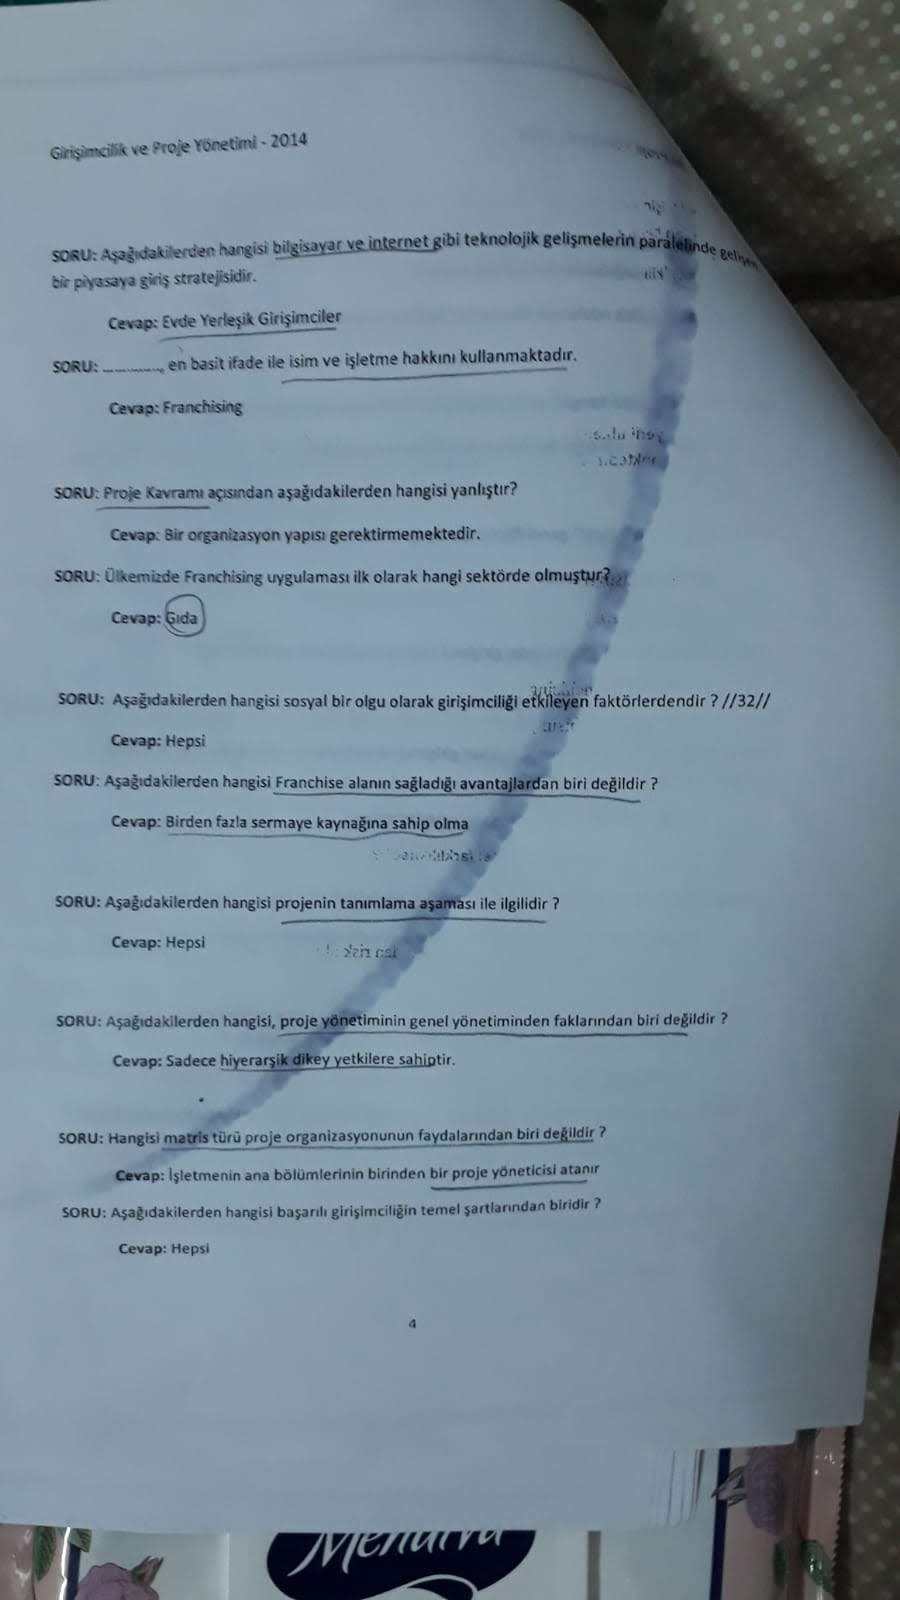 Girişimcilik ve Proje Yönetimi - 2014
SORU: Aşağıdakilerden hangisi bilgisayar ve internet gibi teknolojik gelişmelerin paralelinde gelişen
bir piyasaya giriş stratejisidir.
Cevap: Evde Yerleşik Girişimciler
SORU: ............., en basit ifade ile isim ve işletme hakkını kullanmaktadır.
Cevap: Franchising
SORU: Proje Kavramı açısından aşağıdakilerden hangisi yanlıştır?
Cevap: Bir organizasyon yapısı gerektirmemektedir.
SORU: Ülkemizde Franchising uygulaması ilk olarak hangi sektörde olmuştur?
Cevap: Gıda
SORU: Aşağıdakilerden hangisi sosyal bir olgu olarak girişimciliği etkileyen faktörlerdendir ? //32//
Cevap: Hepsi
SORU: Aşağıdakilerden hangisi Franchise alanın sağladığı avantajlardan biri değildir ?
Cevap: Birden fazla sermaye kaynağına sahip olma
SORU: Aşağıdakilerden hangisi projenin tanımlama aşaması ile ilgilidir ?
Cevap: Hepsi
SORU: Aşağıdakilerden hangisi, proje yönetiminin genel yönetiminden faklarından biri değildir ?
Cevap: Sadece hiyerarşik dikey yetkilere sahiptir.
SORU: Hangisi matris türü proje organizasyonunun faydalarından biri değildir ?
Cevap: İşletmenin ana bölümlerinin birinden bir proje yöneticisi atanır
SORU: Aşağıdakilerden hangisi başarılı girişimciliğin temel şartlarından biridir ?
Cevap: Hepsi
4